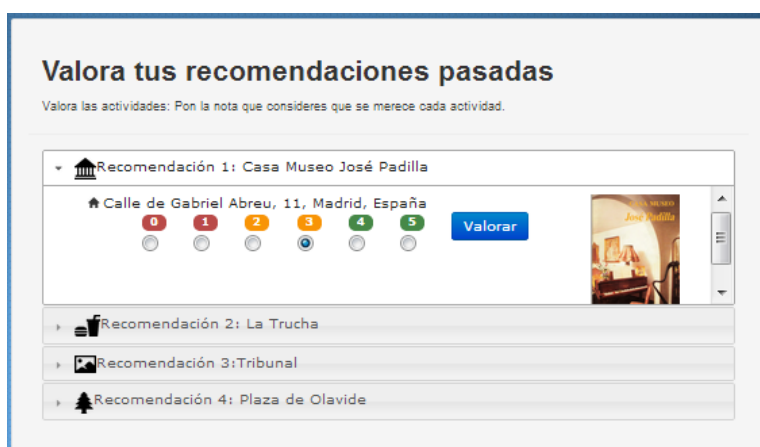 Valora tus recomendaciones pasadas
Valora las actividades: Pon la nota que consideres que se merece cada actividad.
Recomendación 1: Casa Museo José Padilla
Calle de Gabriel Abreu, 11, Madrid, España
0 1 2 3 4 5
Valorar
CASA MUSEO
José Padilla
Recomendación 2: La Trucha
Recomendación 3:Tribunal
Recomendación 4: Plaza de Olavide